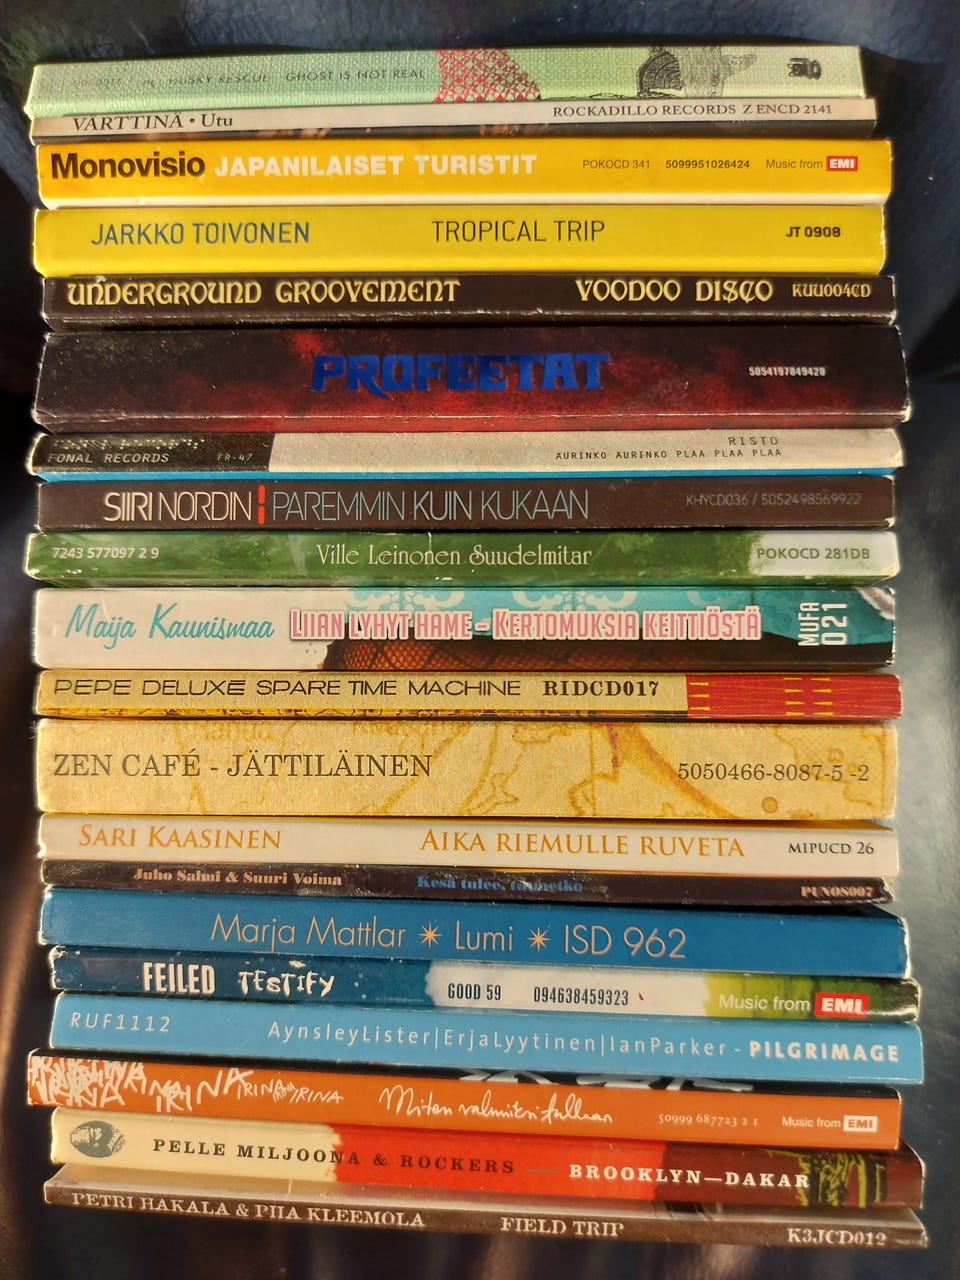 HUSKY RESCUE GHOST IS NOT REAL
VÄRTTINÄ • Utu ROCKADILLO RECORDS ZENCD 2141
Monovisio JAPANILAISET TURISTIT POKOCD 341 5099951026424 Music from EMI
JARKKO TOIVONEN TROPICAL TRIP JT 0908
UNDERGROUND GROOVEMENT VOODOO DISCO KUU004CD
PROFEETAT 5054197849428
RISTO
FONAL RECORDS FR-47 AURINKO AURINKO PLAA PLAA PLAA
SIIRI NORDIN | PAREMMIN KUIN KUKAAN KHYCD036 / 5052498569922
7243 577097 2 9 Ville Leinonen Suudelmitar POKOCD 281DB
Maija Kaunismaa LIIAN LYHYT HAME - KERTOMUKSIA KEITTIÖSTÄ MUFA 021
PEPE DELUXÉ SPARE TIME MACHINE RIDCD017
ZEN CAFÉ - JÄTTILÄINEN 5050466-8087-5 -2
SARI KAASINEN AIKA RIEMULLE RUVETA MIPUCD 26
Juho Salmi & Suuri Voima Kesä tulee, tunnetko PUNOS007
Marja Mattlar ✴ Lumi ✴ ISD 962
FEILED TESTIFY GOOD 59 094638459323 Music from EMI
RUF1112 AynsleyLister|ErjaLyytinen|IanParker - PILGRIMAGE
IRINA IRINA IRINA Miten valmiiksi tullaan 50999 687723 2 1 Music from EMI
PELLE MILJOONA & ROCKERS — BROOKLYN—DAKAR
PETRI HAKALA & PIIA KLEEMOLA FIELD TRIP K3JCD012